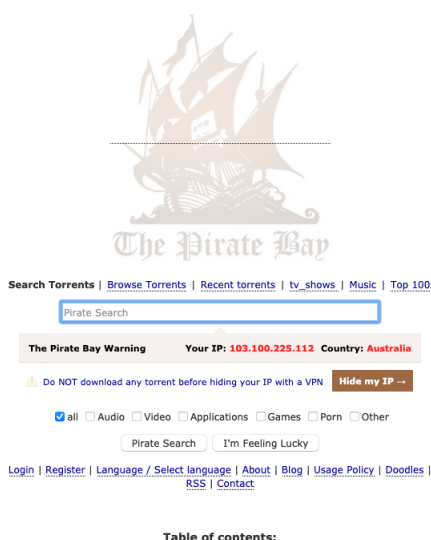 The Pirate Bay
Search Torrents | Browse Torrents | Recent torrents | tv_shows | Music | Top 100
Pirate Search
The Pirate Bay Warning Your IP: 103.100.225.112 Country: Australia
Do NOT download any torrent before hiding your IP with a VPN Hide my IP →
all Audio Video Applications Games Porn Other
Pirate Search I'm Feeling Lucky
Login | Register | Language / Select language | About | Blog | Usage Policy | Doodles |
RSS | Contact
Table of contents: